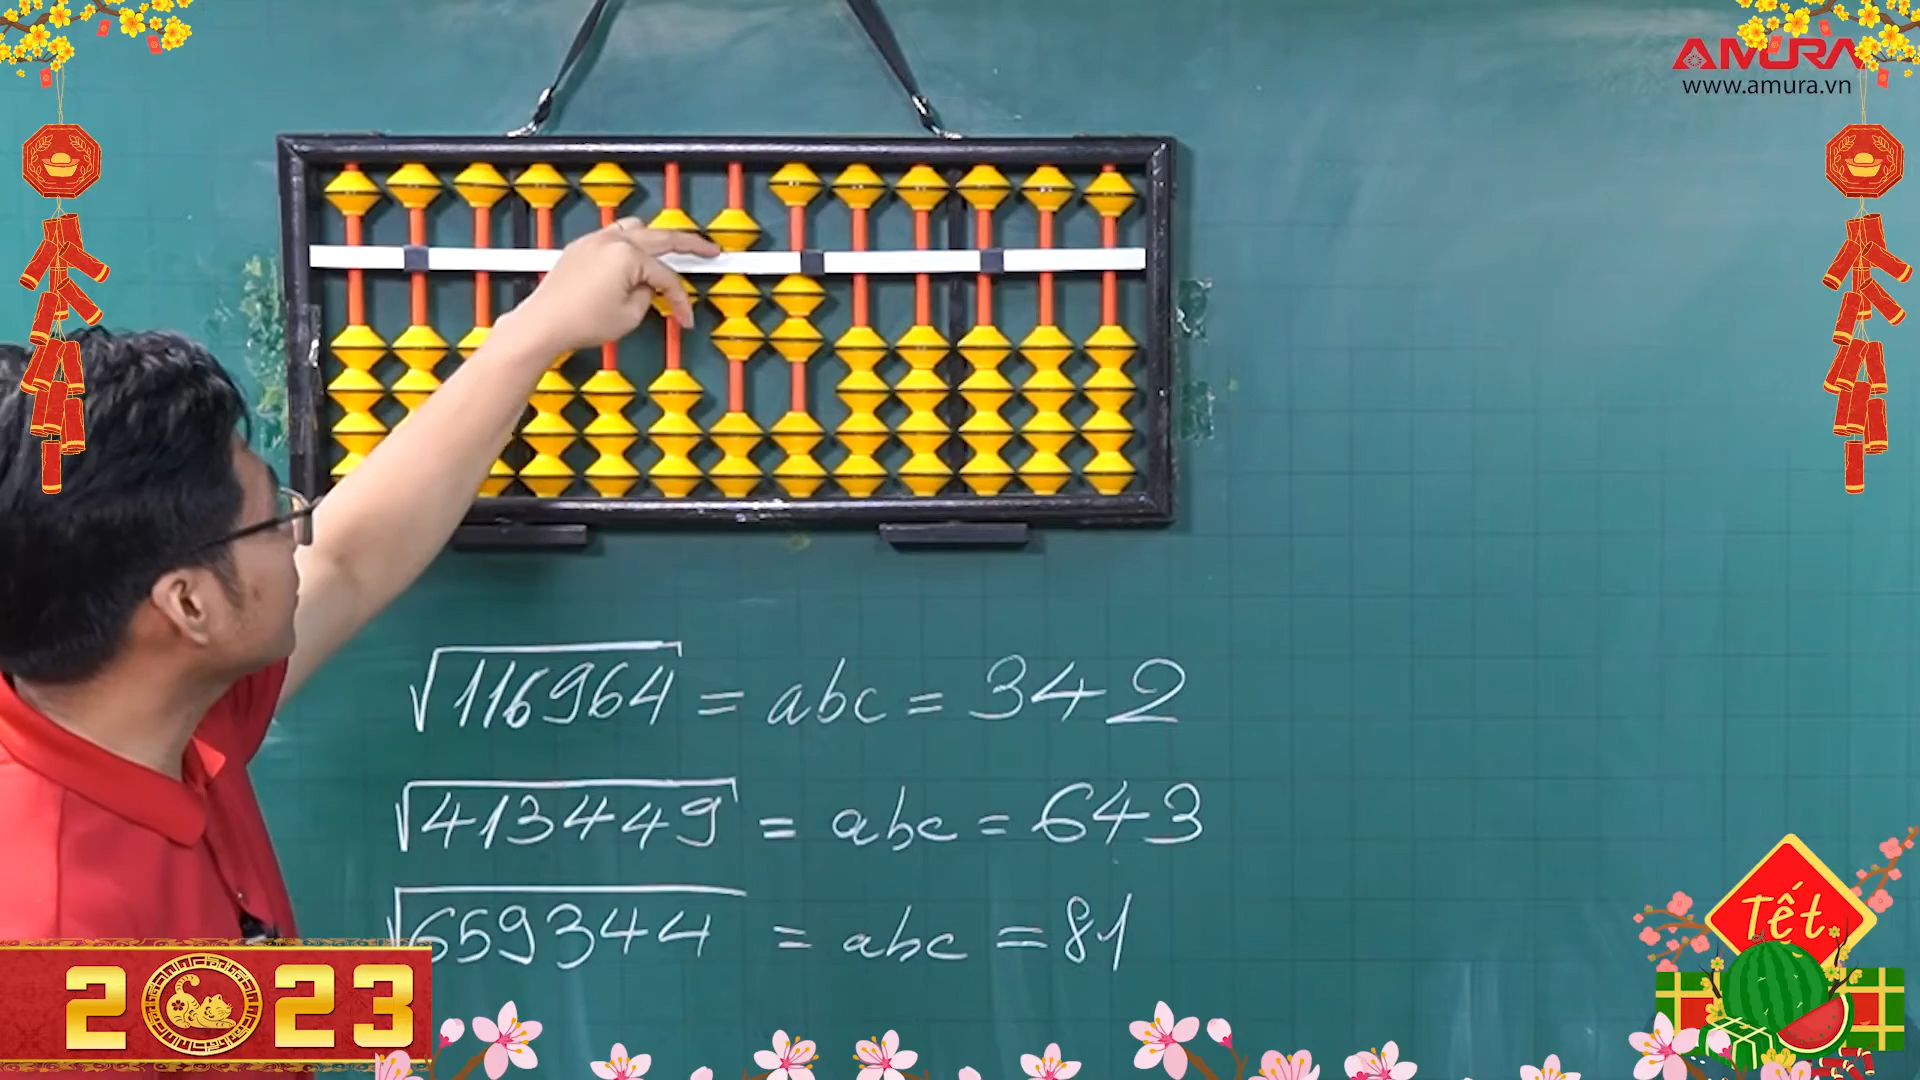 AMURA
www.amura.vn
√116964 = abc = 342
√413449 = abc = 643
√659344 = abc = 81
Tết
2023